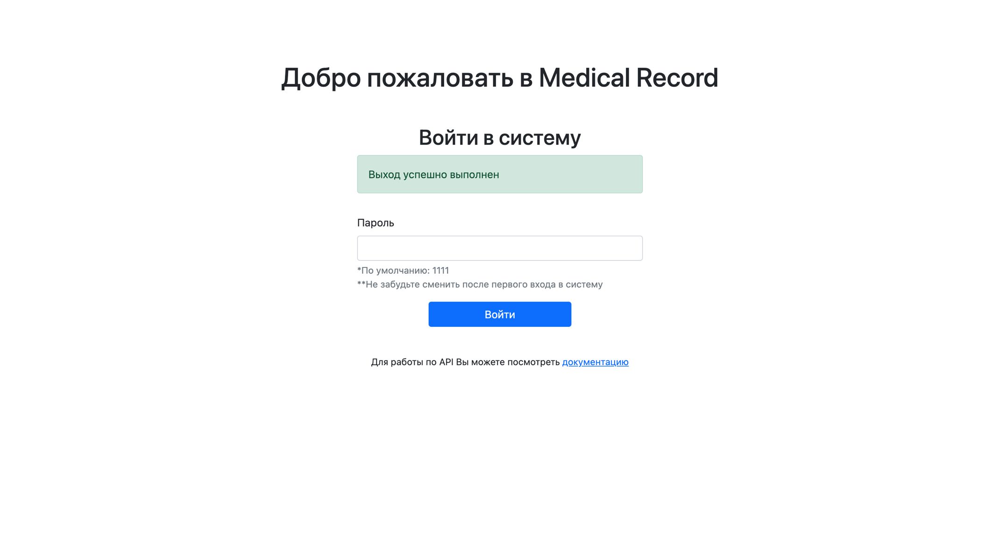 Добро пожаловать в Medical Record
Войти в систему
Выход успешно выполнен
Пароль
*По умолчанию: 1111
**Не забудьте сменить после первого входа в систему
Войти
Для работы по API Вы можете посмотреть документацию